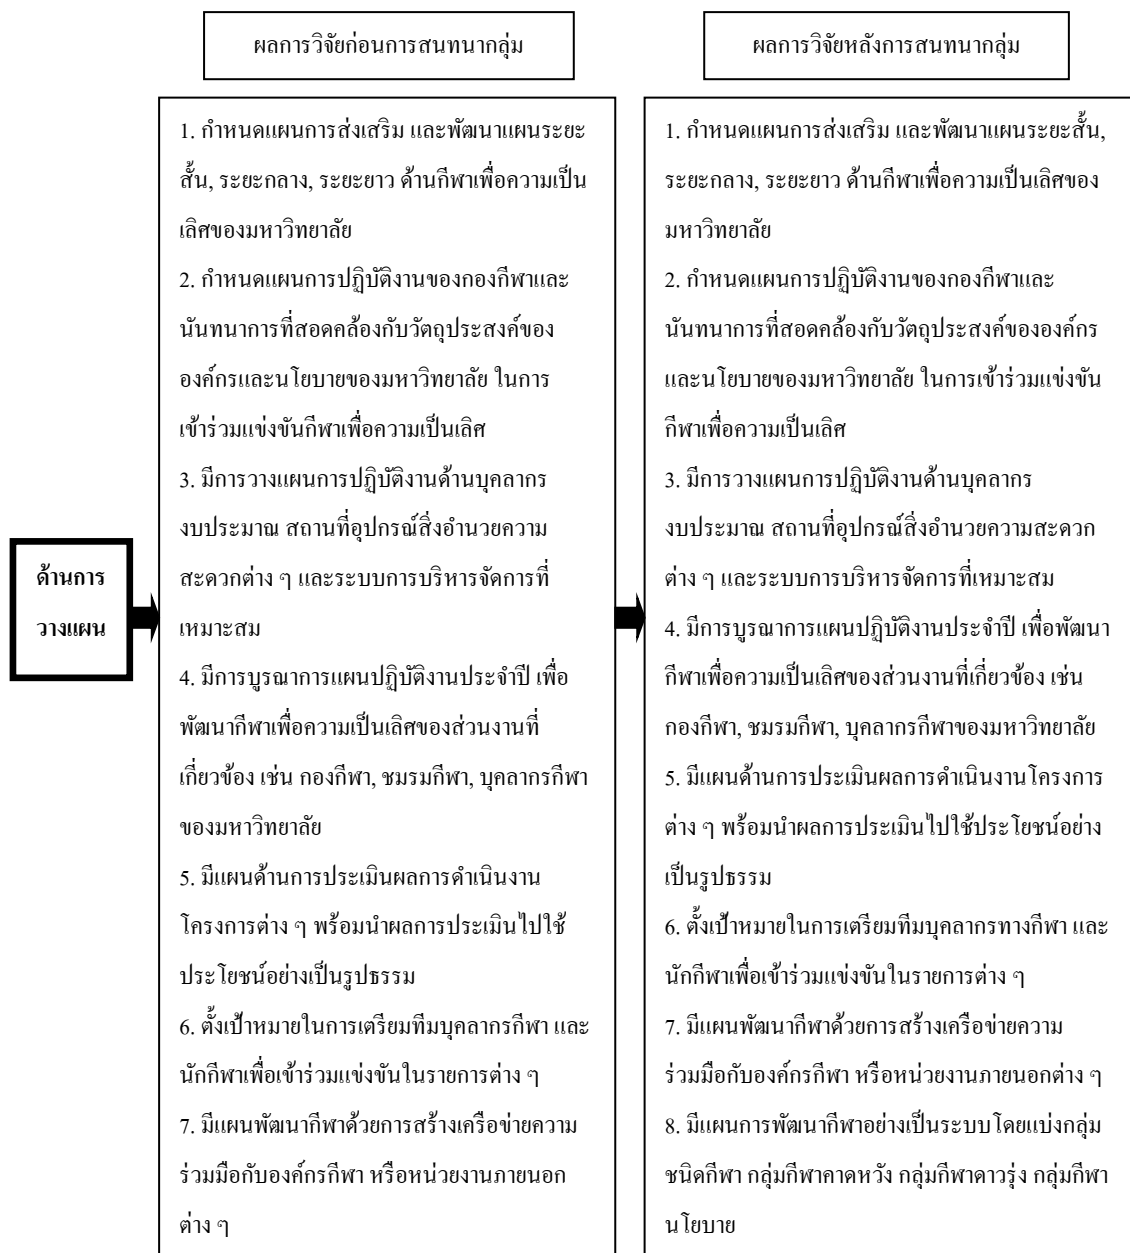 ผลการวิจัยก่อนการสนทนากลุ่ม
ผลการวิจัยหลังการสนทนากลุ่ม
ด้านการ
วางแผน
1. กำหนดแผนการส่งเสริม และพัฒนาแผนระยะ
สั้น, ระยะกลาง, ระยะยาว ด้านกีฬาเพื่อความเป็น
เลิศของมหาวิทยาลัย
2. กำหนดแผนการปฏิบัติงานของกองกีฬาและ
นันทนาการที่สอดคล้องกับวัตถุประสงค์ของ
องค์กรและนโยบายของมหาวิทยาลัย ในการ
เข้าร่วมแข่งขันกีฬาเพื่อความเป็นเลิศ
3. มีการวางแผนการปฏิบัติงานด้านบุคลากร
งบประมาณ สถานที่อุปกรณ์สิ่งอำนวยความ
สะดวกต่าง ๆ และระบบการบริหารจัดการที่
เหมาะสม
4. มีการบูรณาการแผนปฏิบัติงานประจำปี เพื่อ
พัฒนากีฬาเพื่อความเป็นเลิศของส่วนงานที่
เกี่ยวข้อง เช่น กองกีฬา, ชมรมกีฬา, บุคลากรกีฬา
ของมหาวิทยาลัย
5. มีแผนด้านการประเมินผลการดำเนินงาน
โครงการต่าง ๆ พร้อมนำผลการประเมินไปใช้
ประโยชน์อย่างเป็นรูปธรรม
6. ตั้งเป้าหมายในการเตรียมทีมบุคลากรกีฬา และ
นักกีฬาเพื่อเข้าร่วมแข่งขันในรายการต่าง ๆ
7. มีแผนพัฒนากีฬาด้วยการสร้างเครือข่ายความ
ร่วมมือกับองค์กรกีฬา หรือหน่วยงานภายนอก
ต่าง ๆ
1. กำหนดแผนการส่งเสริม และพัฒนาแผนระยะสั้น,
ระยะกลาง, ระยะยาว ด้านกีฬาเพื่อความเป็นเลิศของ
มหาวิทยาลัย
2. กำหนดแผนการปฏิบัติงานของกองกีฬาและ
นันทนาการที่สอดคล้องกับวัตถุประสงค์ขององค์กร
และนโยบายของมหาวิทยาลัย ในการเข้าร่วมแข่งขัน
กีฬาเพื่อความเป็นเลิศ
3. มีการวางแผนการปฏิบัติงานด้านบุคลากร
งบประมาณ สถานที่อุปกรณ์สิ่งอำนวยความสะดวก
ต่าง ๆ และระบบการบริหารจัดการที่เหมาะสม
4. มีการบูรณาการแผนปฏิบัติงานประจำปี เพื่อพัฒนา
กีฬาเพื่อความเป็นเลิศของส่วนงานที่เกี่ยวข้อง เช่น
กองกีฬา, ชมรมกีฬา, บุคลากรกีฬาของมหาวิทยาลัย
5. มีแผนด้านการประเมินผลการดำเนินงานโครงการ
ต่าง ๆ พร้อมนำผลการประเมินไปใช้ประโยชน์อย่าง
เป็นรูปธรรม
6. ตั้งเป้าหมายในการเตรียมทีมบุคลากรทางกีฬา และ
นักกีฬาเพื่อเข้าร่วมแข่งขันในรายการต่าง ๆ
7. มีแผนพัฒนากีฬาด้วยการสร้างเครือข่ายความ
ร่วมมือกับองค์กรกีฬา หรือหน่วยงานภายนอกต่าง ๆ
8. มีแผนการพัฒนากีฬาอย่างเป็นระบบโดยแบ่งกลุ่ม
ชนิดกีฬา กลุ่มกีฬาคาดหวัง กลุ่มกีฬาดาวรุ่ง กลุ่มกีฬา
นโยบาย